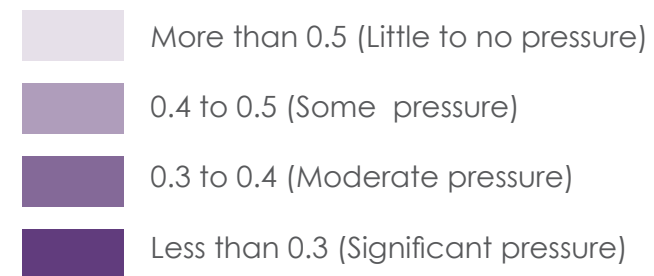 More than 0.5 (Little to no pressure)
0.4 to 0.5 (Some  pressure)
0.3 to 0.4 (Moderate pressure)
Less than 0.3 (Significant pressure)